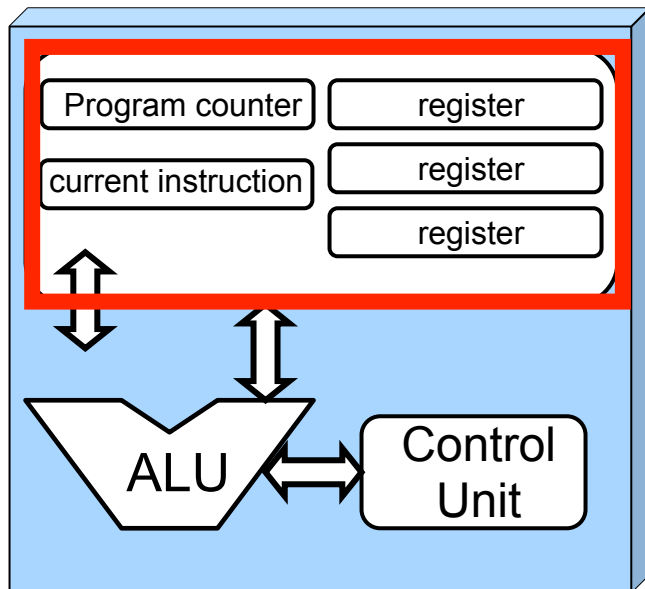 Program counter
register
current instruction
register
register
ALU
Control
Unit